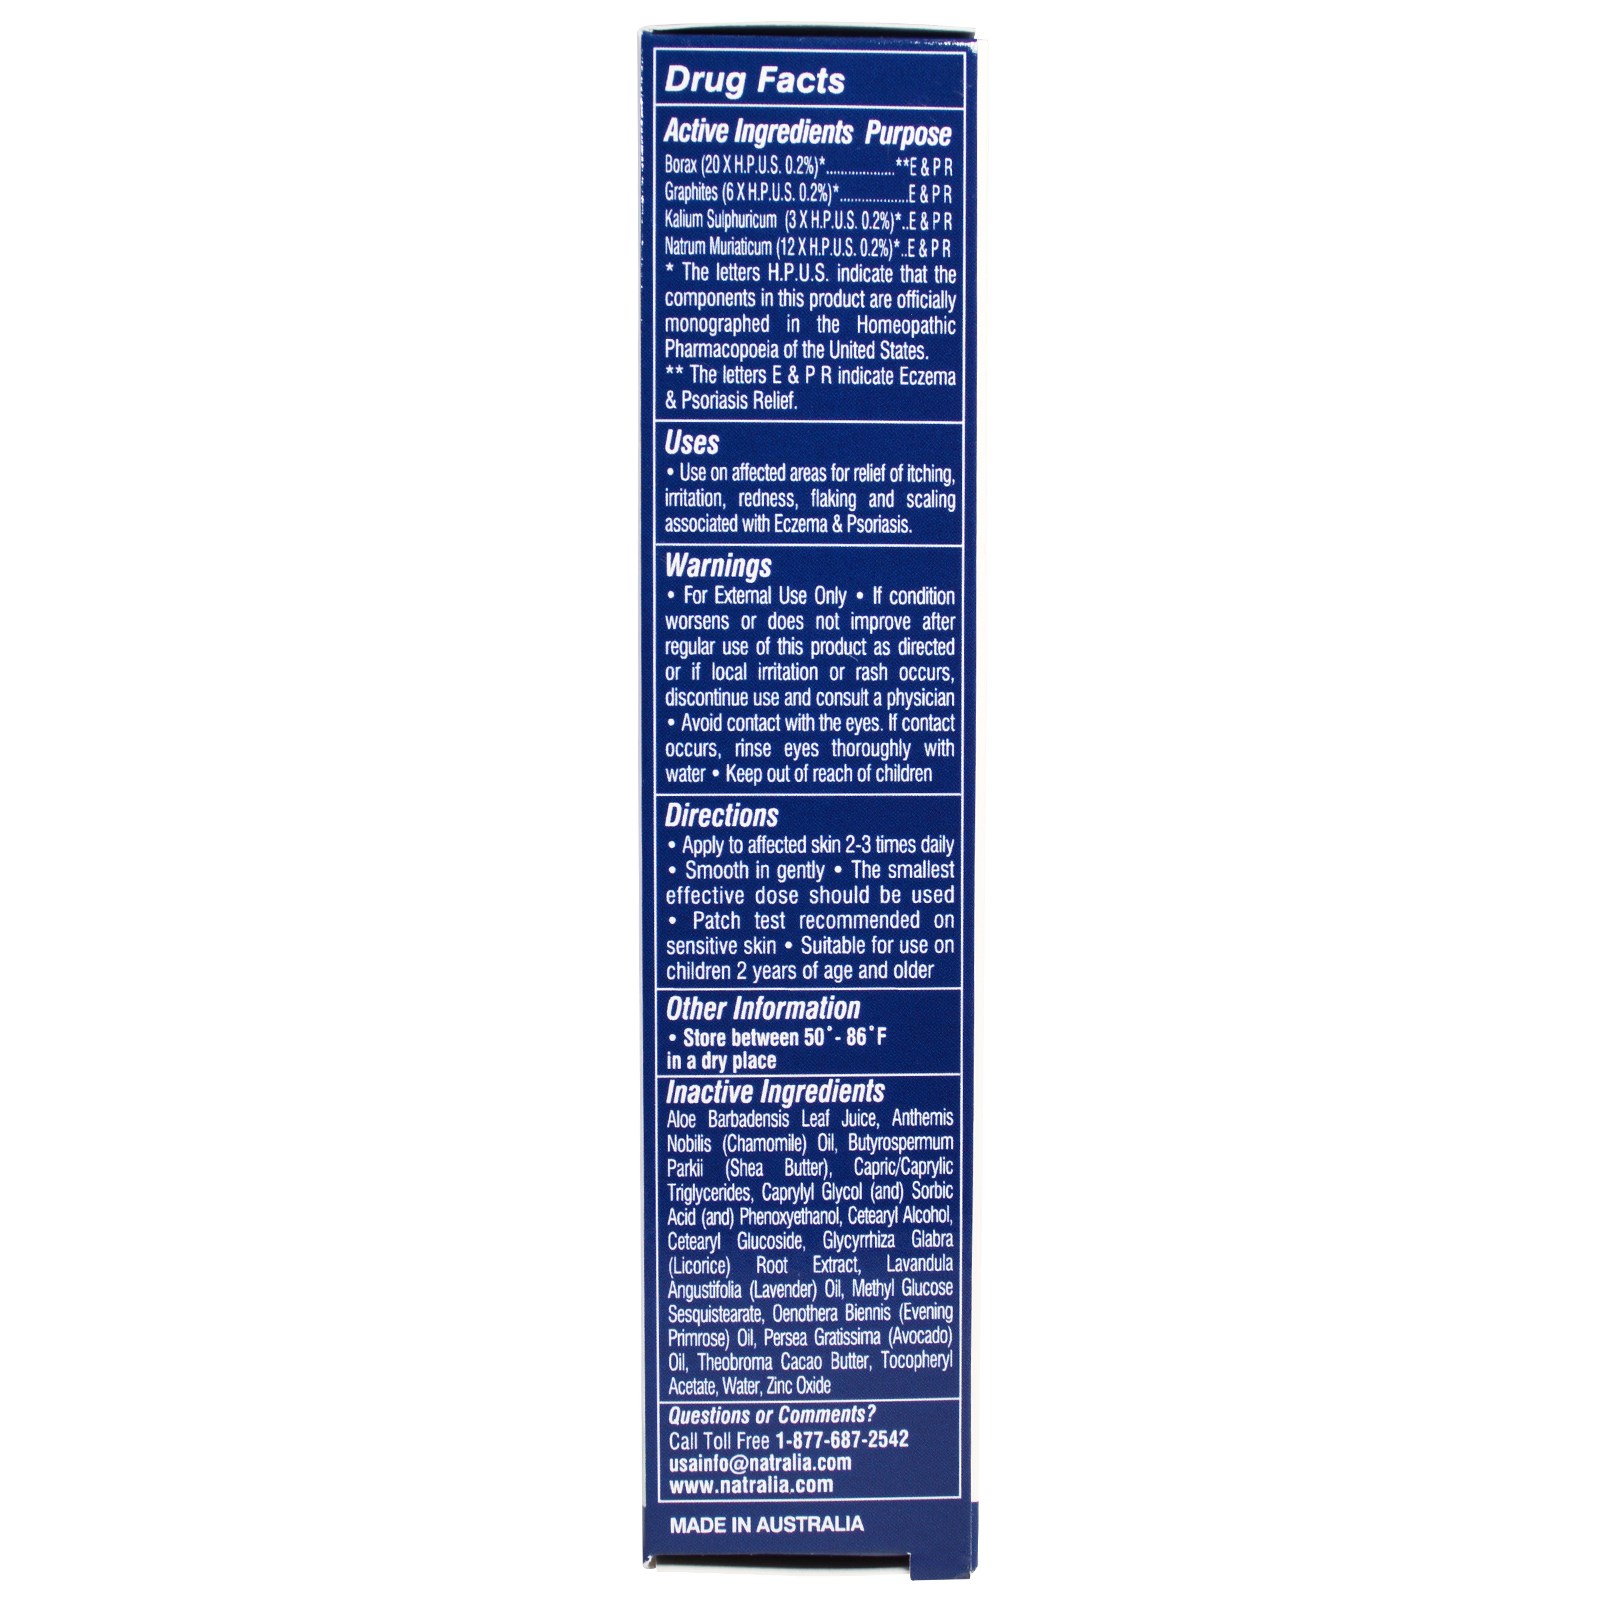 Drug Facts
Active Ingredients Purpose
Borax (20 X H.P.U.S. 0.2%)*..................**E & P R
Graphites (6 X H.P.U.S. 0.2%)*..................E & P R
Kalium Sulphuricum (3 X H.P.U.S. 0.2%)*..E & P R
Natrum Muriaticum (12 X H.P.U.S. 0.2%)*..E & P R
* The letters H.P.U.S. indicate that the
components in this product are officially
monographed in the Homeopathic
Pharmacopoeia of the United States.
** The letters E & P R indicate Eczema
& Psoriasis Relief.
Uses
• Use on affected areas for relief of itching,
irritation, redness, flaking and scaling
associated with Eczema & Psoriasis.
Warnings
• For External Use Only • If condition
worsens or does not improve after
regular use of this product as directed
or if local irritation or rash occurs,
discontinue use and consult a physician
• Avoid contact with the eyes. If contact
occurs, rinse eyes thoroughly with
water • Keep out of reach of children
Directions
• Apply to affected skin 2-3 times daily
• Smooth in gently • The smallest
effective dose should be used
• Patch test recommended on
sensitive skin • Suitable for use on
children 2 years of age and older
Other Information
• Store between 50˚- 86˚F
in a dry place
Inactive Ingredients
Aloe Barbadensis Leaf Juice, Anthemis
Nobilis (Chamomile) Oil, Butyrospermum
Parkii (Shea Butter), Capric/Caprylic
Triglycerides, Caprylyl Glycol (and) Sorbic
Acid (and) Phenoxyethanol, Cetearyl Alcohol,
Cetearyl Glucoside, Glycyrrhiza Glabra
(Licorice) Root Extract, Lavandula
Angustifolia (Lavender) Oil, Methyl Glucose
Sesquistearate, Oenothera Biennis (Evening
Primrose) Oil, Persea Gratissima (Avocado)
Oil, Theobroma Cacao Butter, Tocopheryl
Acetate, Water, Zinc Oxide
Questions or Comments?
Call Toll Free 1-877-687-2542
usainfo@natralia.com
www.natralia.com
MADE IN AUSTRALIA